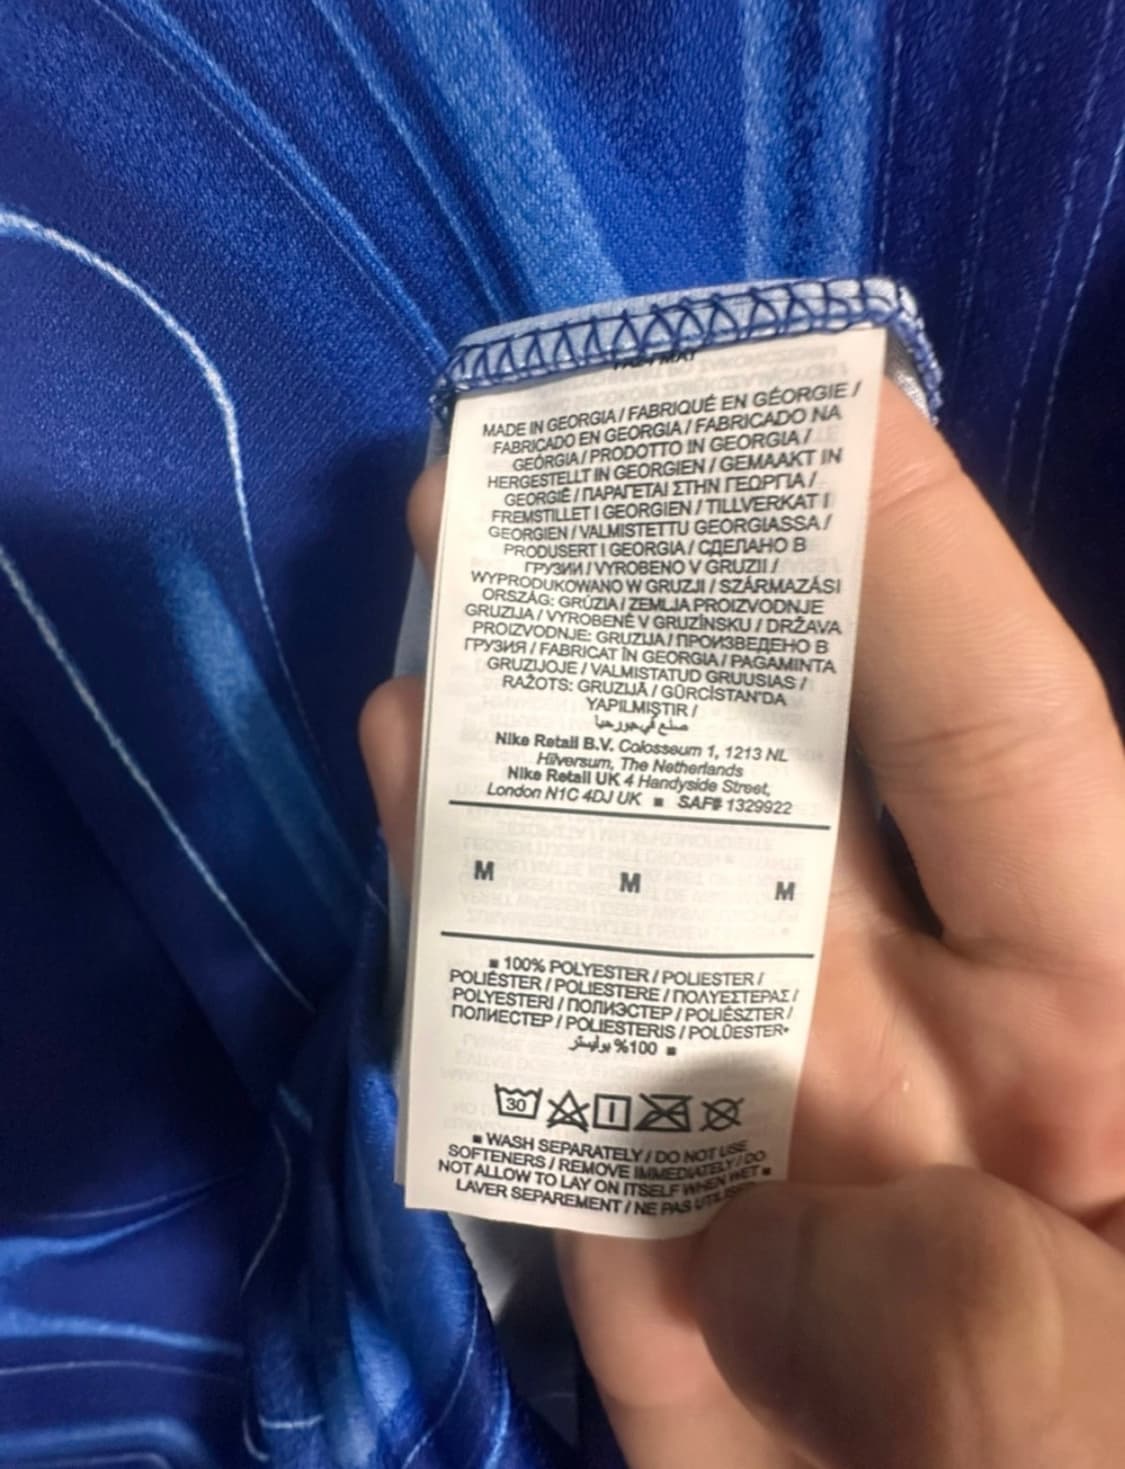 MADE IN GEORGIA / FABRIQUÉ EN GÉORGIE /
FABRICADO EN GEORGIA / FABRICADO NA
GEÓRGIA / PRODOTTO IN GEORGIA /
HERGESTELLT IN GEORGIEN / GEMAAKT IN
GEORGIË / ΠΑΡΑΓΕΤΑΙ ΣΤΗΝ ΓΕΩΡΓΙΑ /
FREMSTILLET I GEORGIEN / TILLVERKAT I
GEORGIEN / VALMISTETTU GEORGIASSA /
PRODUSERT I GEORGIA / СДЕЛАНО В
ГРУЗИИ / VYROBENO V GRUZII /
WYPRODUKOWANO W GRUZJI / SZÁRMAZÁSI
ORSZÁG: GRÚZIA / ZEMLJA PROIZVODNJE
GRUZIJA / VYROBENÉ V GRUZÍNSKU / DRŽAVA
PROIZVODNJE: GRUZIJA / ПРОИЗВЕДЕНО В
ГРУЗИЯ / FABRICAT ÎN GEORGIA / PAGAMINTA
GRUZIJOJE / VALMISTATUD GRUUSIAS /
RAŽOTS: GRUZIJĀ / GÜRCİSTAN'DA
YAPILMIŞTIR /
صنع في جورجيا
Nike Retail B.V. Colosseum 1, 1213 NL
Hilversum, The Netherlands
Nike Retail UK 4 Handyside Street,
London N1C 4DJ UK ■ SAF# 1329922
M M M
■ 100% POLYESTER / POLIESTER /
POLIÉSTER / POLIESTERE / ΠΟΛΥΕΣΤΕΡΑΣ /
POLYESTERI / ПОЛИЭСТЕР / POLIÉSZTER /
ПОЛИЕСТЕР / POLIESTERIS / POLÜESTER•
%100 بوليستر ■
30
■ WASH SEPARATELY / DO NOT USE
SOFTENERS / REMOVE IMMEDIATELY / DO
NOT ALLOW TO LAY ON ITSELF WHEN WET ■
LAVER SEPAREMENT / NE PAS